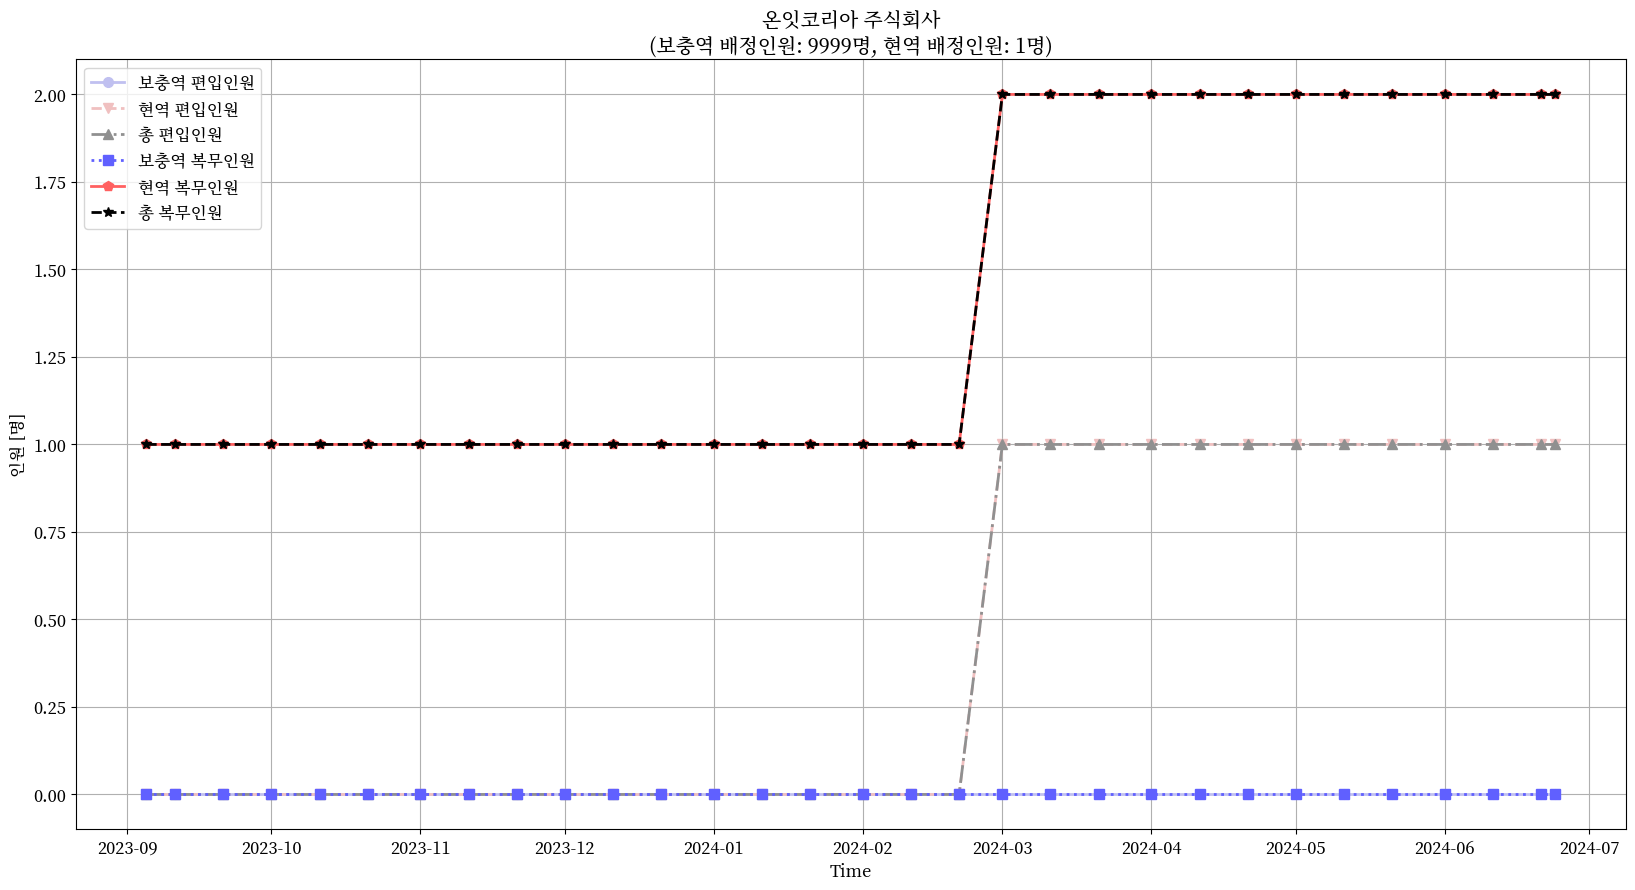 온잇코리아 주식회사
(보충역 배정인원: 9999명, 현역 배정인원: 1명)
보충역 편입인원
현역 편입인원
총 편입인원
보충역 복무인원
현역 복무인원
총 복무인원
인원 [명]
2.00
1.75
1.50
1.25
1.00
0.75
0.50
0.25
0.00
2023-09 2023-10 2023-11 2023-12 2024-01 2024-02 2024-03 2024-04 2024-05 2024-06 2024-07
Time